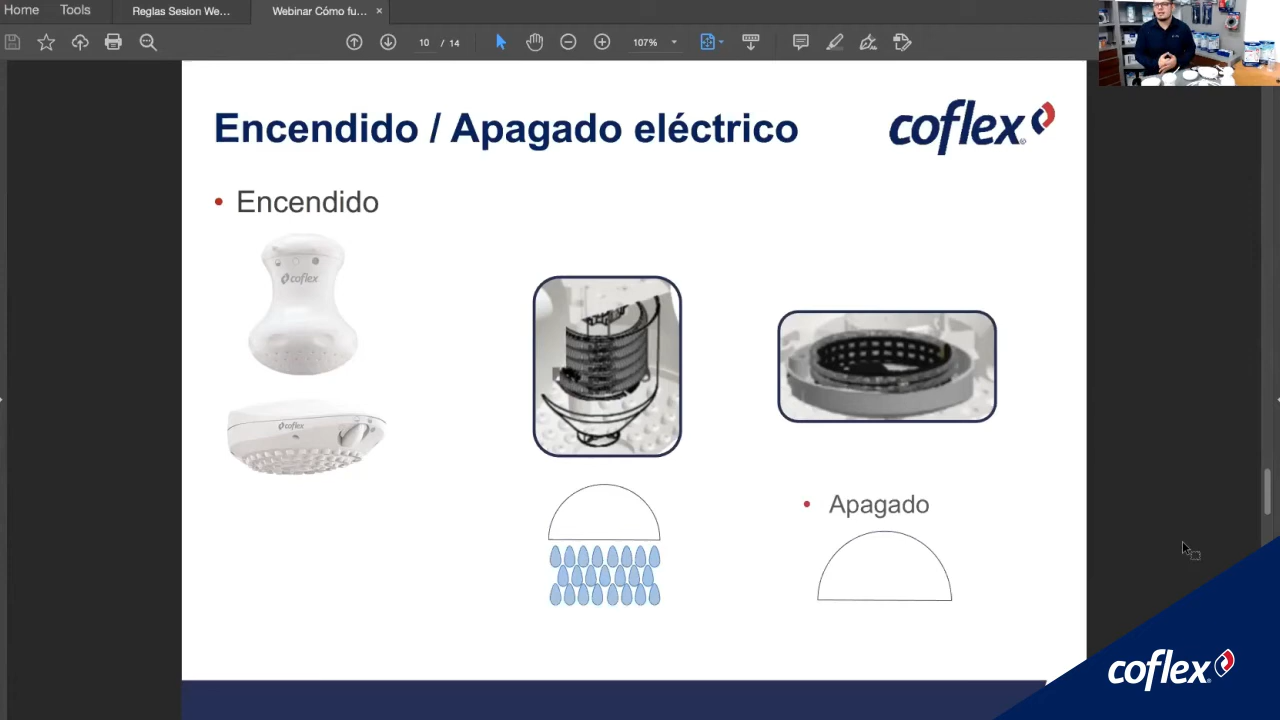 Home
Tools
Reglas Sesion We...
Webinar Cómo fu...
10 / 14
107%
Encendido / Apagado eléctrico
coflex
• Encendido
coflex
coflex
• Apagado
coflex